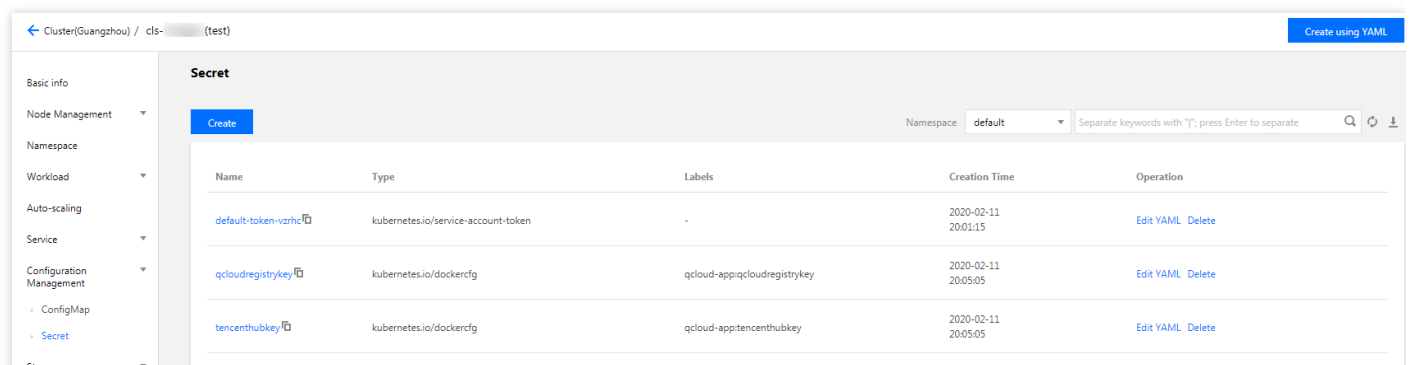 Cluster(Guangzhou) / cls- (test)
Create using YAML
Basic info
Node Management
Namespace
Workload
Auto-scaling
Service
Configuration
Management
ConfigMap
Secret
Secret
Create
Namespace default Separate keywords with "|"; press Enter to separate
Name Type Labels Creation Time Operation
default-token-vzrhc kubernetes.io/service-account-token - 2020-02-11 Edit YAML Delete
20:01:15
qcloudregistrykey kubernetes.io/dockercfg qcloud-app:qcloudregistrykey 2020-02-11 Edit YAML Delete
20:05:05
tencenthubkey kubernetes.io/dockercfg qcloud-app:tencenthubkey 2020-02-11 Edit YAML Delete
20:05:05